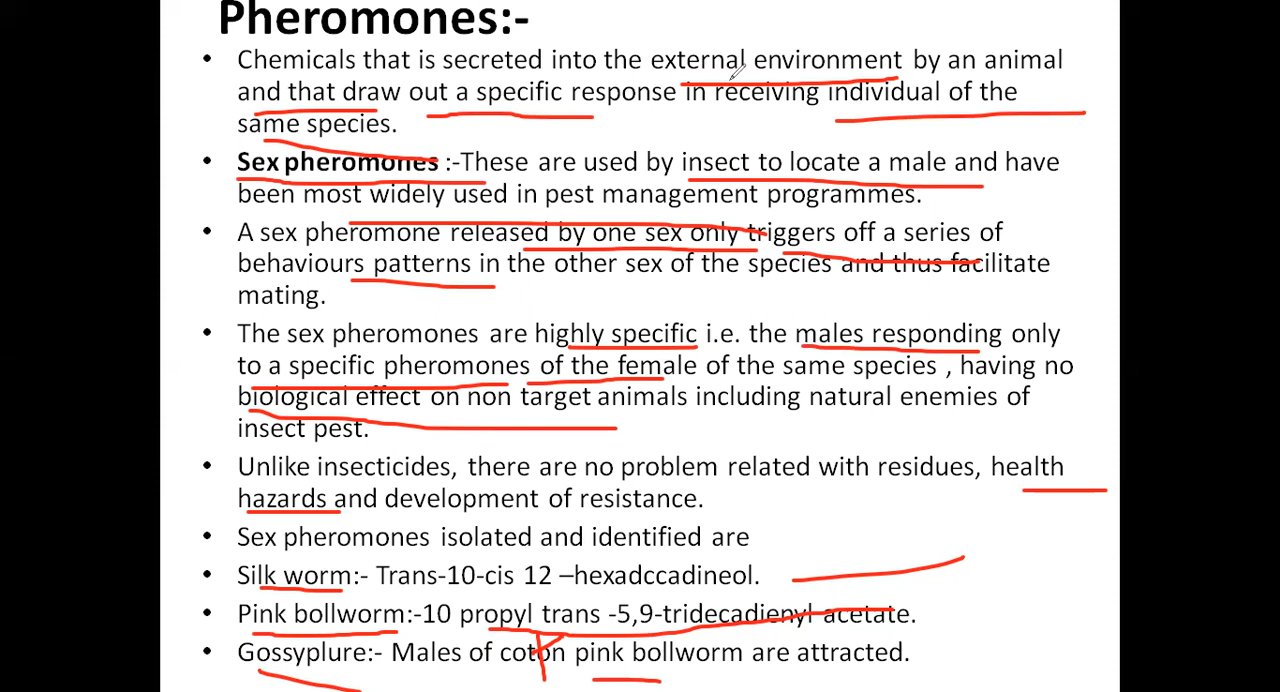 Pheromones:-
• Chemicals that is secreted into the external environment by an animal
and that draw out a specific response in receiving individual of the
same species.
• Sex pheromones :-These are used by insect to locate a male and have
been most widely used in pest management programmes.
• A sex pheromone released by one sex only triggers off a series of
behaviours patterns in the other sex of the species and thus facilitate
mating.
• The sex pheromones are highly specific i.e. the males responding only
to a specific pheromones of the female of the same species , having no
biological effect on non target animals including natural enemies of
insect pest.
• Unlike insecticides, there are no problem related with residues, health
hazards and development of resistance.
• Sex pheromones isolated and identified are
• Silk worm:- Trans-10-cis 12 –hexadccadineol.
• Pink bollworm:-10 propyl trans -5,9-tridecadienyl acetate.
• Gossyplure:- Males of coton pink bollworm are attracted.